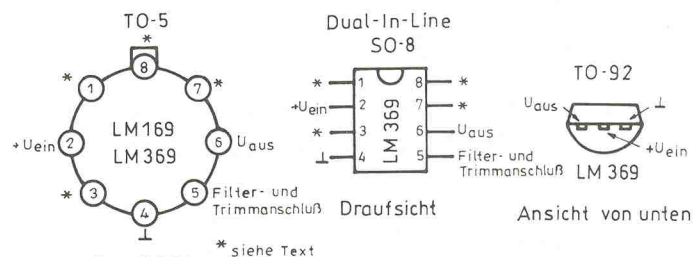 TO-5
*
8
* 1
7 *
+Uein 2
LM169
LM369
6 Uaus
* 3
5 Filter- und
Trimmanschluß
4
⊥
* siehe Text
Dual-In-Line
SO-8
* 1
8 *
+Uein 2
7 *
* 3
6 Uaus
⊥ 4
5 Filter- und
Trimmanschluß
LM 369
Draufsicht
TO-92
Uaus
⊥
+Uein
LM 369
Ansicht von unten